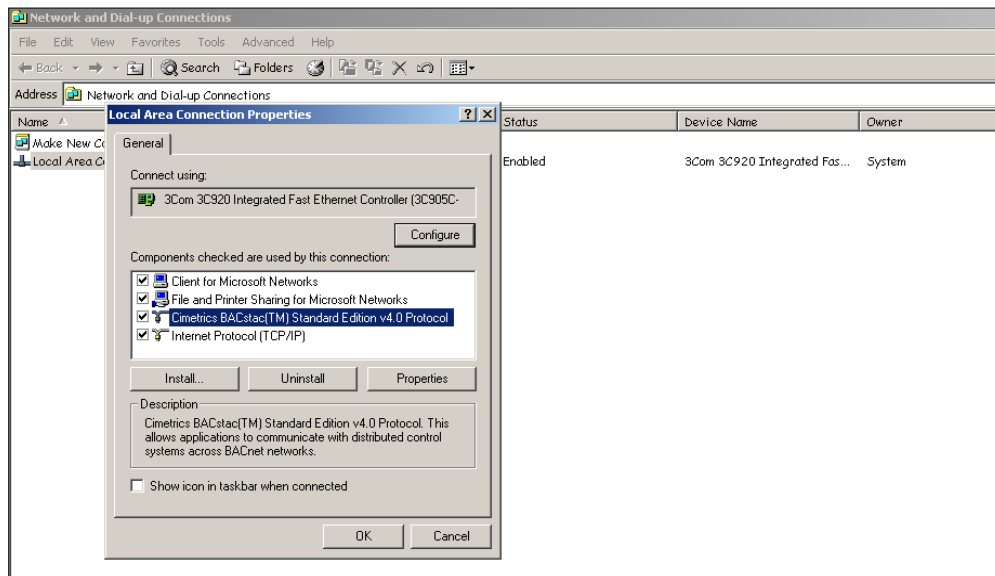 Network and Dial-up Connections
File Edit View Favorites Tools Advanced Help
Back Search Folders
Address Network and Dial-up Connections
Name Status Device Name Owner
Make New Co
Local Area C Enabled 3Com 3C920 Integrated Fas... System
Local Area Connection Properties
General
Connect using:
3Com 3C920 Integrated Fast Ethernet Controller (3C905C-
Configure
Components checked are used by this connection:
Client for Microsoft Networks
File and Printer Sharing for Microsoft Networks
Cimetrics BACstac(TM) Standard Edition v4.0 Protocol
Internet Protocol (TCP/IP)
Install... Uninstall Properties
Description
Cimetrics BACstac(TM) Standard Edition v4.0 Protocol. This
allows applications to communicate with distributed control
systems across BACnet networks.
Show icon in taskbar when connected
OK Cancel